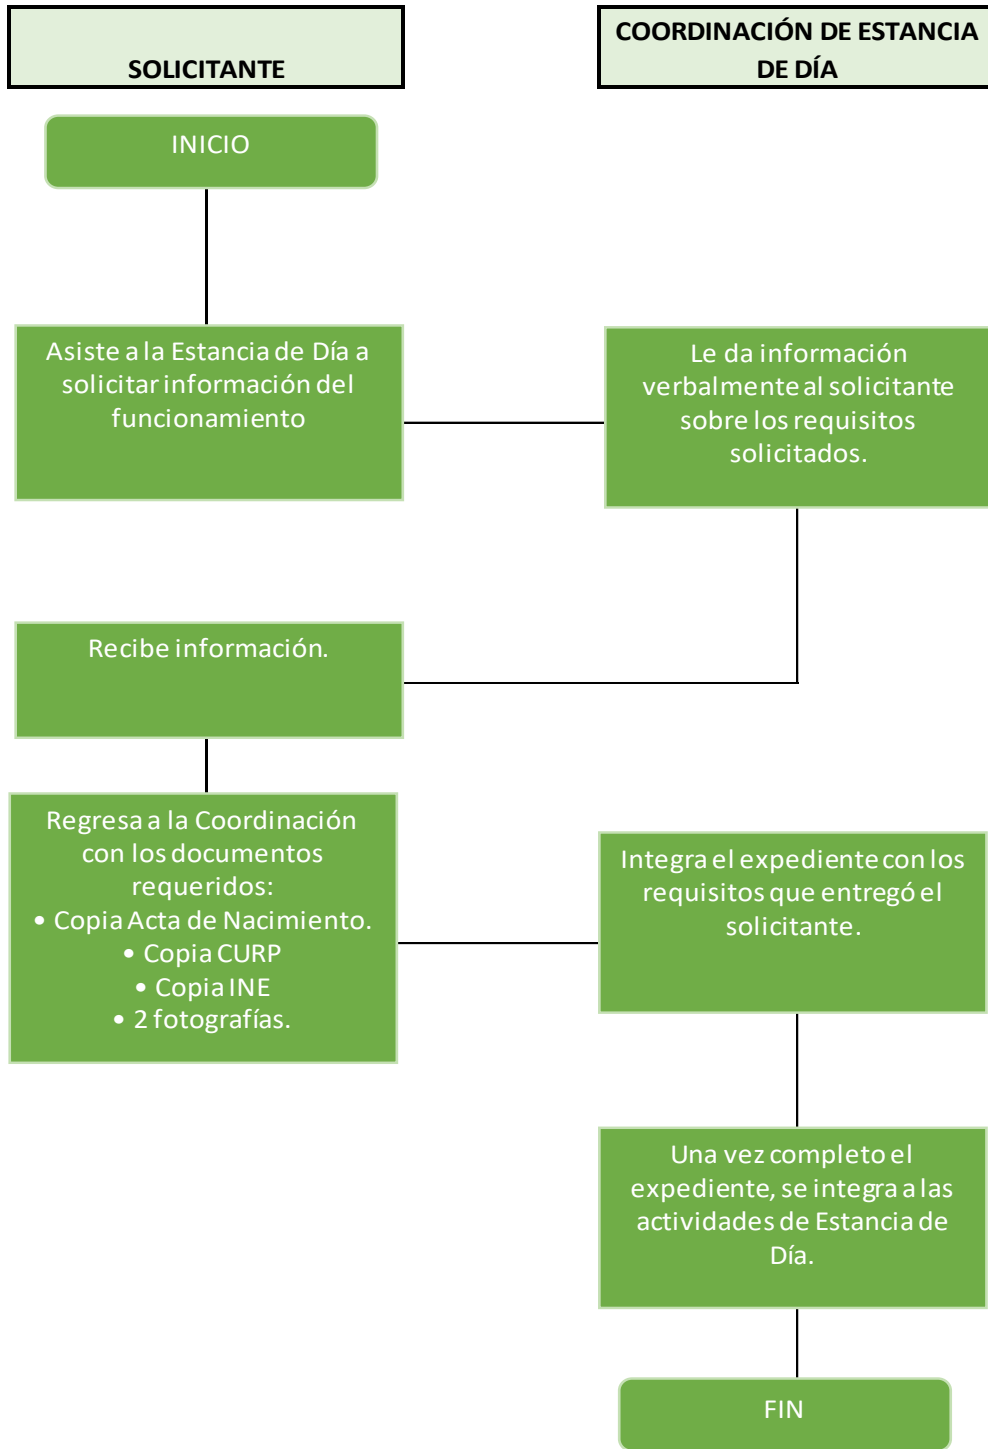 SOLICITANTE
COORDINACIÓN DE ESTANCIA
DE DÍA
INICIO
Asiste a la Estancia de Día a
solicitar información del
funcionamiento
Le da información
verbalmente al solicitante
sobre los requisitos
solicitados.
Recibe información.
Regresa a la Coordinación
con los documentos
requeridos:
• Copia Acta de Nacimiento.
• Copia CURP
• Copia INE
• 2 fotografías.
Integra el expediente con los
requisitos que entregó el
solicitante.
Una vez completo el
expediente, se integra a las
actividades de Estancia de
Día.
FIN